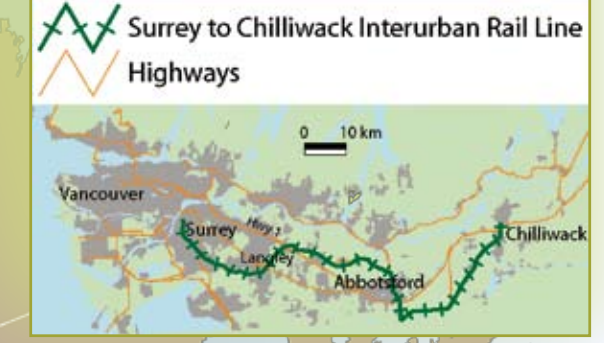 Surrey to Chilliwack Interurban Rail Line
Highways
0 10 km
Vancouver
Surrey
Hwy 1
Langley
Chilliwack
Abbotsford